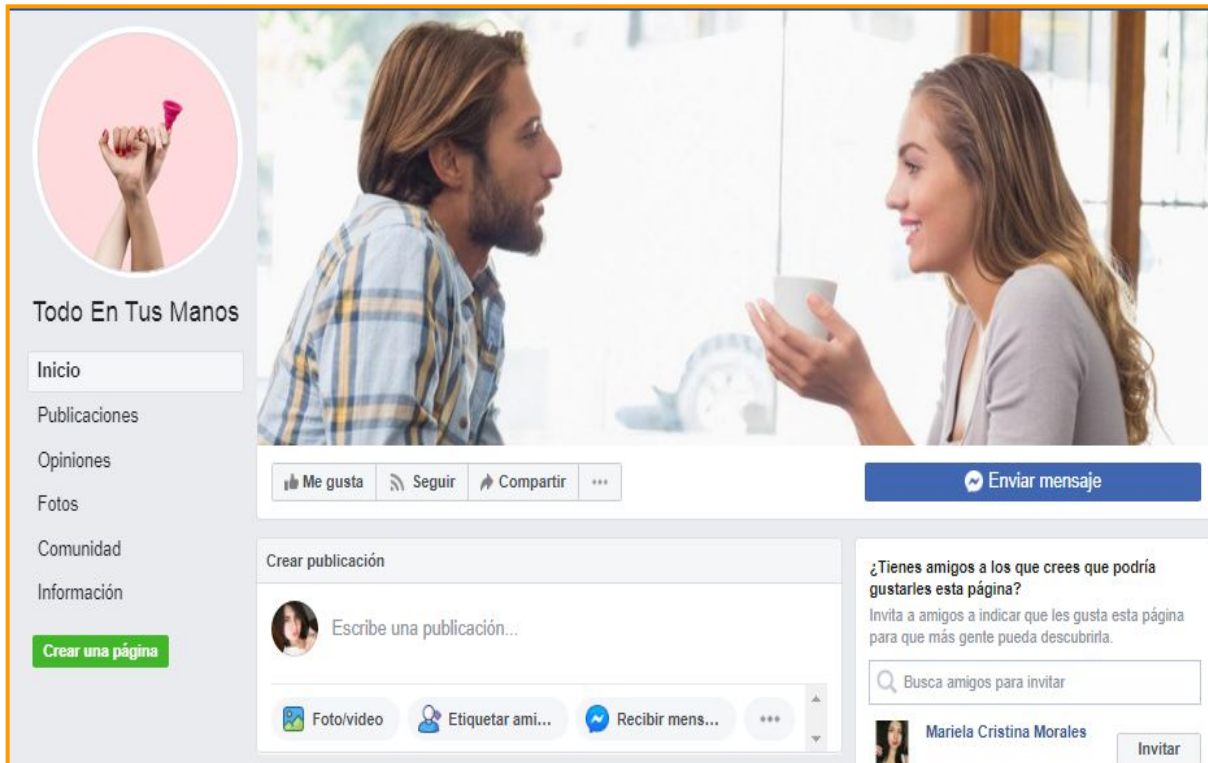 Todo En Tus Manos
Inicio
Publicaciones
Opiniones
Fotos
Comunidad
Información
Crear una página
Me gusta
Seguir
Compartir
Enviar mensaje
Crear publicación
Escribe una publicación...
Foto/video
Etiquetar ami...
Recibir mens...
¿Tienes amigos a los que crees que podría
gustarles esta página?
Invita a amigos a indicar que les gusta esta página
para que más gente pueda descubrirla.
Busca amigos para invitar
Mariela Cristina Morales
Invitar